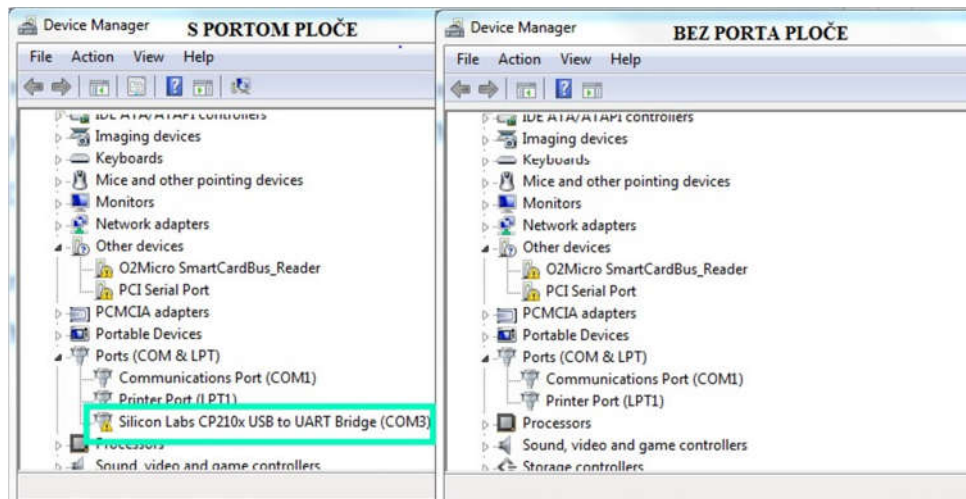 Device Manager
S PORTOM PLOČE
File Action View Help
IDE ATA/ATAPI controllers
Imaging devices
Keyboards
Mice and other pointing devices
Monitors
Network adapters
Other devices
O2Micro SmartCardBus_Reader
PCI Serial Port
PCMCIA adapters
Portable Devices
Ports (COM & LPT)
Communications Port (COM1)
Printer Port (LPT1)
Silicon Labs CP210x USB to UART Bridge (COM3)
Processors
Sound, video and game controllers
Device Manager
BEZ PORTA PLOČE
File Action View Help
IDE ATA/ATAPI controllers
Imaging devices
Keyboards
Mice and other pointing devices
Monitors
Network adapters
Other devices
O2Micro SmartCardBus_Reader
PCI Serial Port
PCMCIA adapters
Portable Devices
Ports (COM & LPT)
Communications Port (COM1)
Printer Port (LPT1)
Processors
Sound, video and game controllers
Storage controllers